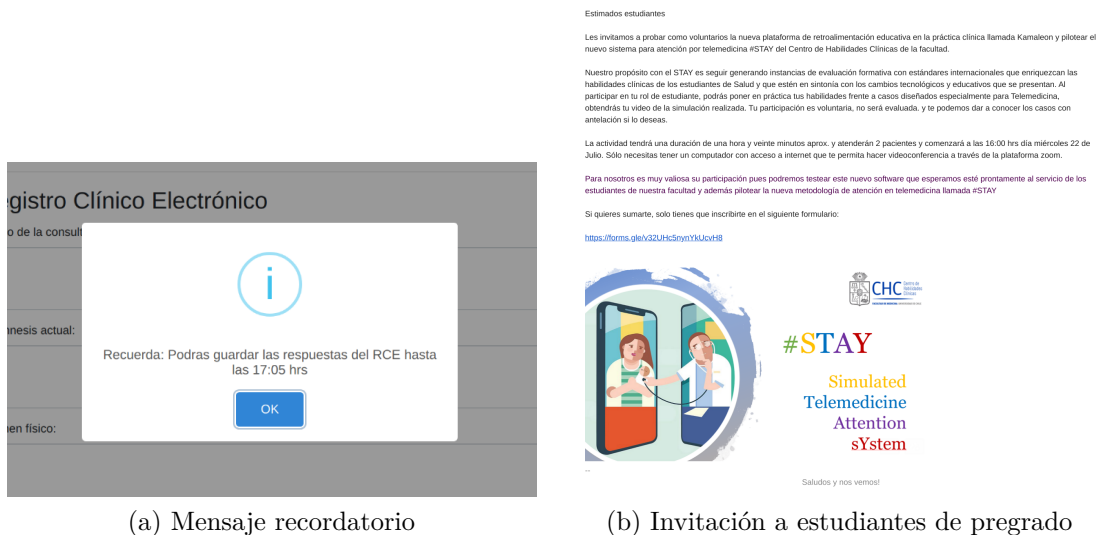 egistro Clínico Electrónico
o de la consult
nnesis actual:
en físico:
i
Recuerda: Podras guardar las respuestas del RCE hasta
las 17:05 hrs
OK
(a) Mensaje recordatorio
Estimados estudiantes
Les invitamos a probar como voluntarios la nueva plataforma de retroalimentación educativa en la práctica clínica llamada Kamaleon y pilotear el
nuevo sistema para atención por telemedicina #STAY del Centro de Habilidades Clínicas de la facultad.
Nuestro propósito con el STAY es seguir generando instancias de evaluación formativa con estándares internacionales que enriquezcan las
habilidades clínicas de los estudiantes de Salud y que estén en sintonía con los cambios tecnológicos y educativos que se presentan. Al
participar en tu rol de estudiante, podrás poner en práctica tus habilidades frente a casos diseñados especialmente para Telemedicina,
obtendrás tu video de la simulación realizada. Tu participación es voluntaria, no será evaluada. y te podemos dar a conocer los casos con
antelación si lo deseas.
La actividad tendrá una duración de una hora y veinte minutos aprox. y atenderán 2 pacientes y comenzará a las 16:00 hrs día miércoles 22 de
Julio. Sólo necesitas tener un computador con acceso a internet que te permita hacer videoconferencia a través de la plataforma zoom.
Para nosotros es muy valiosa su participación pues podremos testear este nuevo software que esperamos esté prontamente al servicio de los
estudiantes de nuestra facultad y además pilotear la nueva metodología de atención en telemedicina llamada #STAY
Si quieres sumarte, solo tienes que inscribirte en el siguiente formulario:
https://forms.gle/v32UHc5nynYkUcvH8
CHC Centro de
Habilidades
Clínicas
#STAY
Simulated
Telemedicine
Attention
sYstem
--
Saludos y nos vemos!
(b) Invitación a estudiantes de pregrado